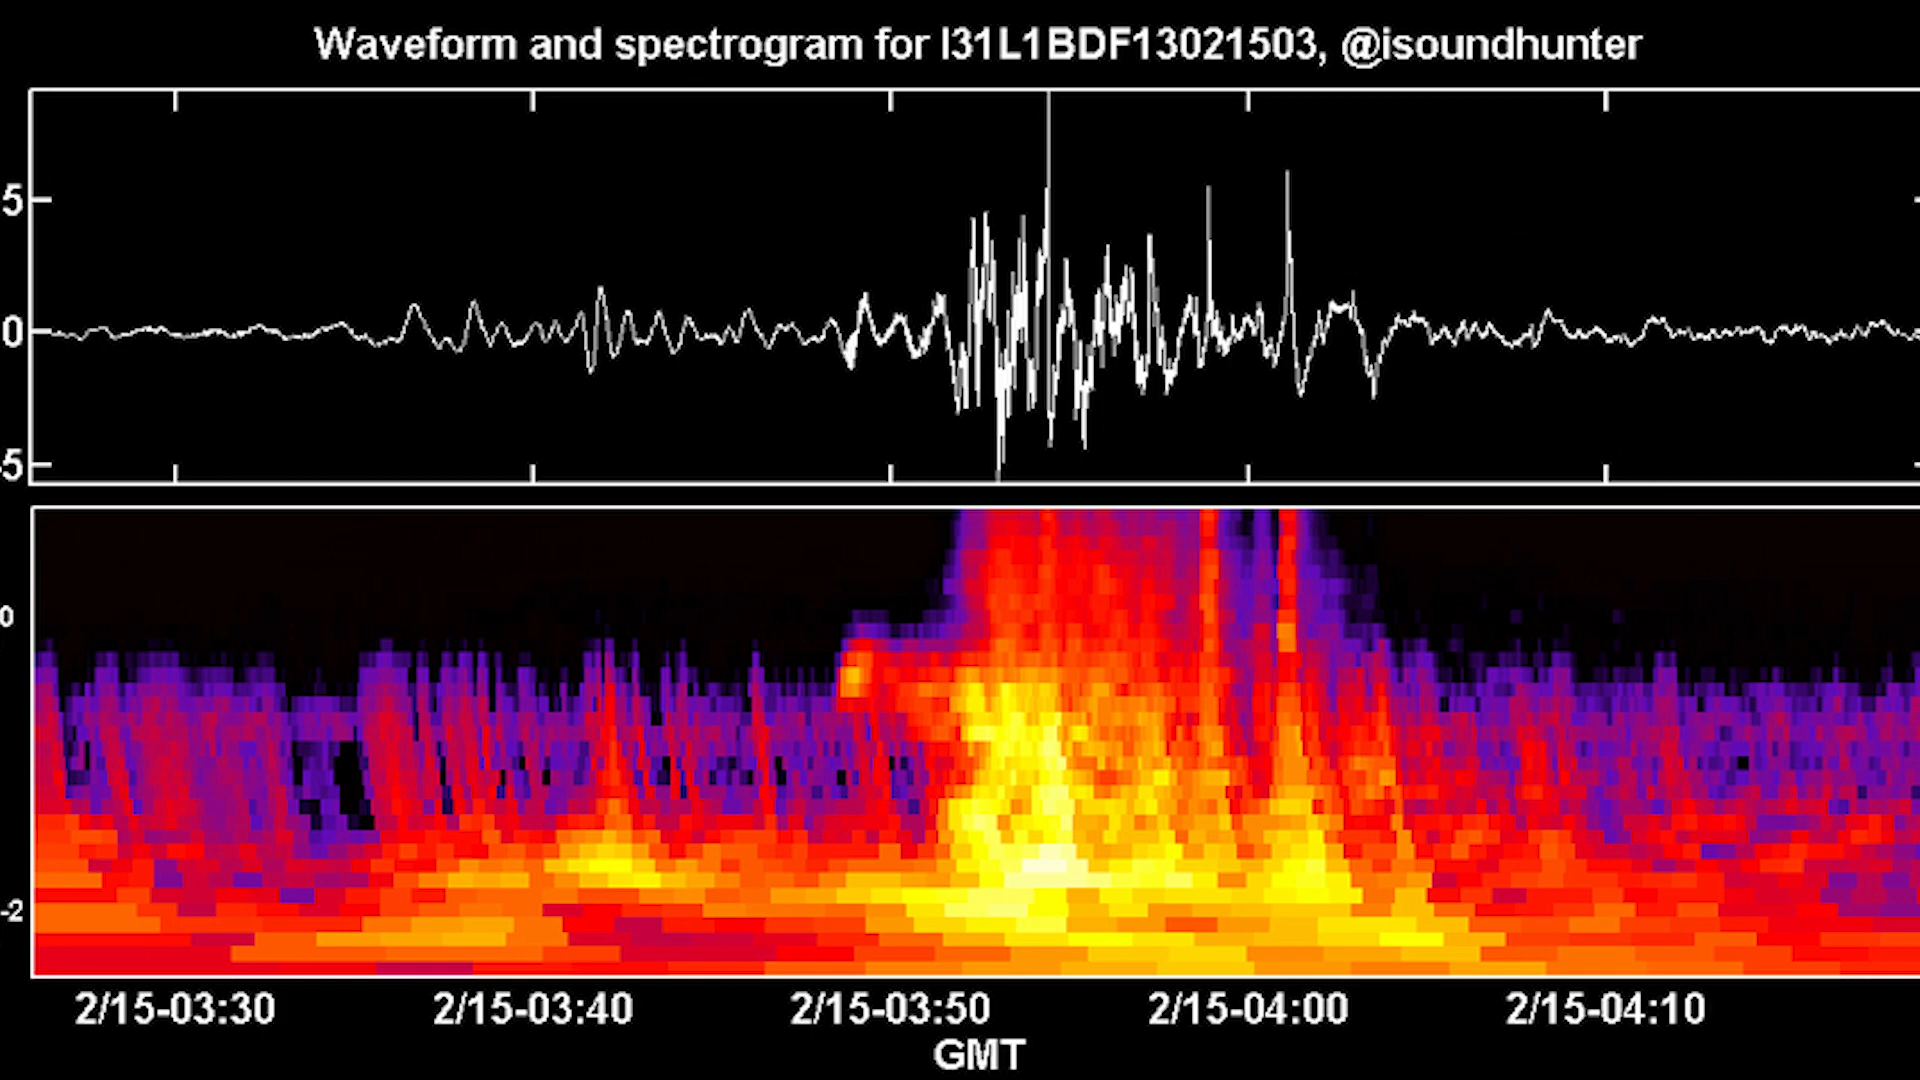 Waveform and spectrogram for I31L1BDF13021503, @isoundhunter
5
0
-5
0
-2
2/15-03:30 2/15-03:40 2/15-03:50 2/15-04:00 2/15-04:10
GMT